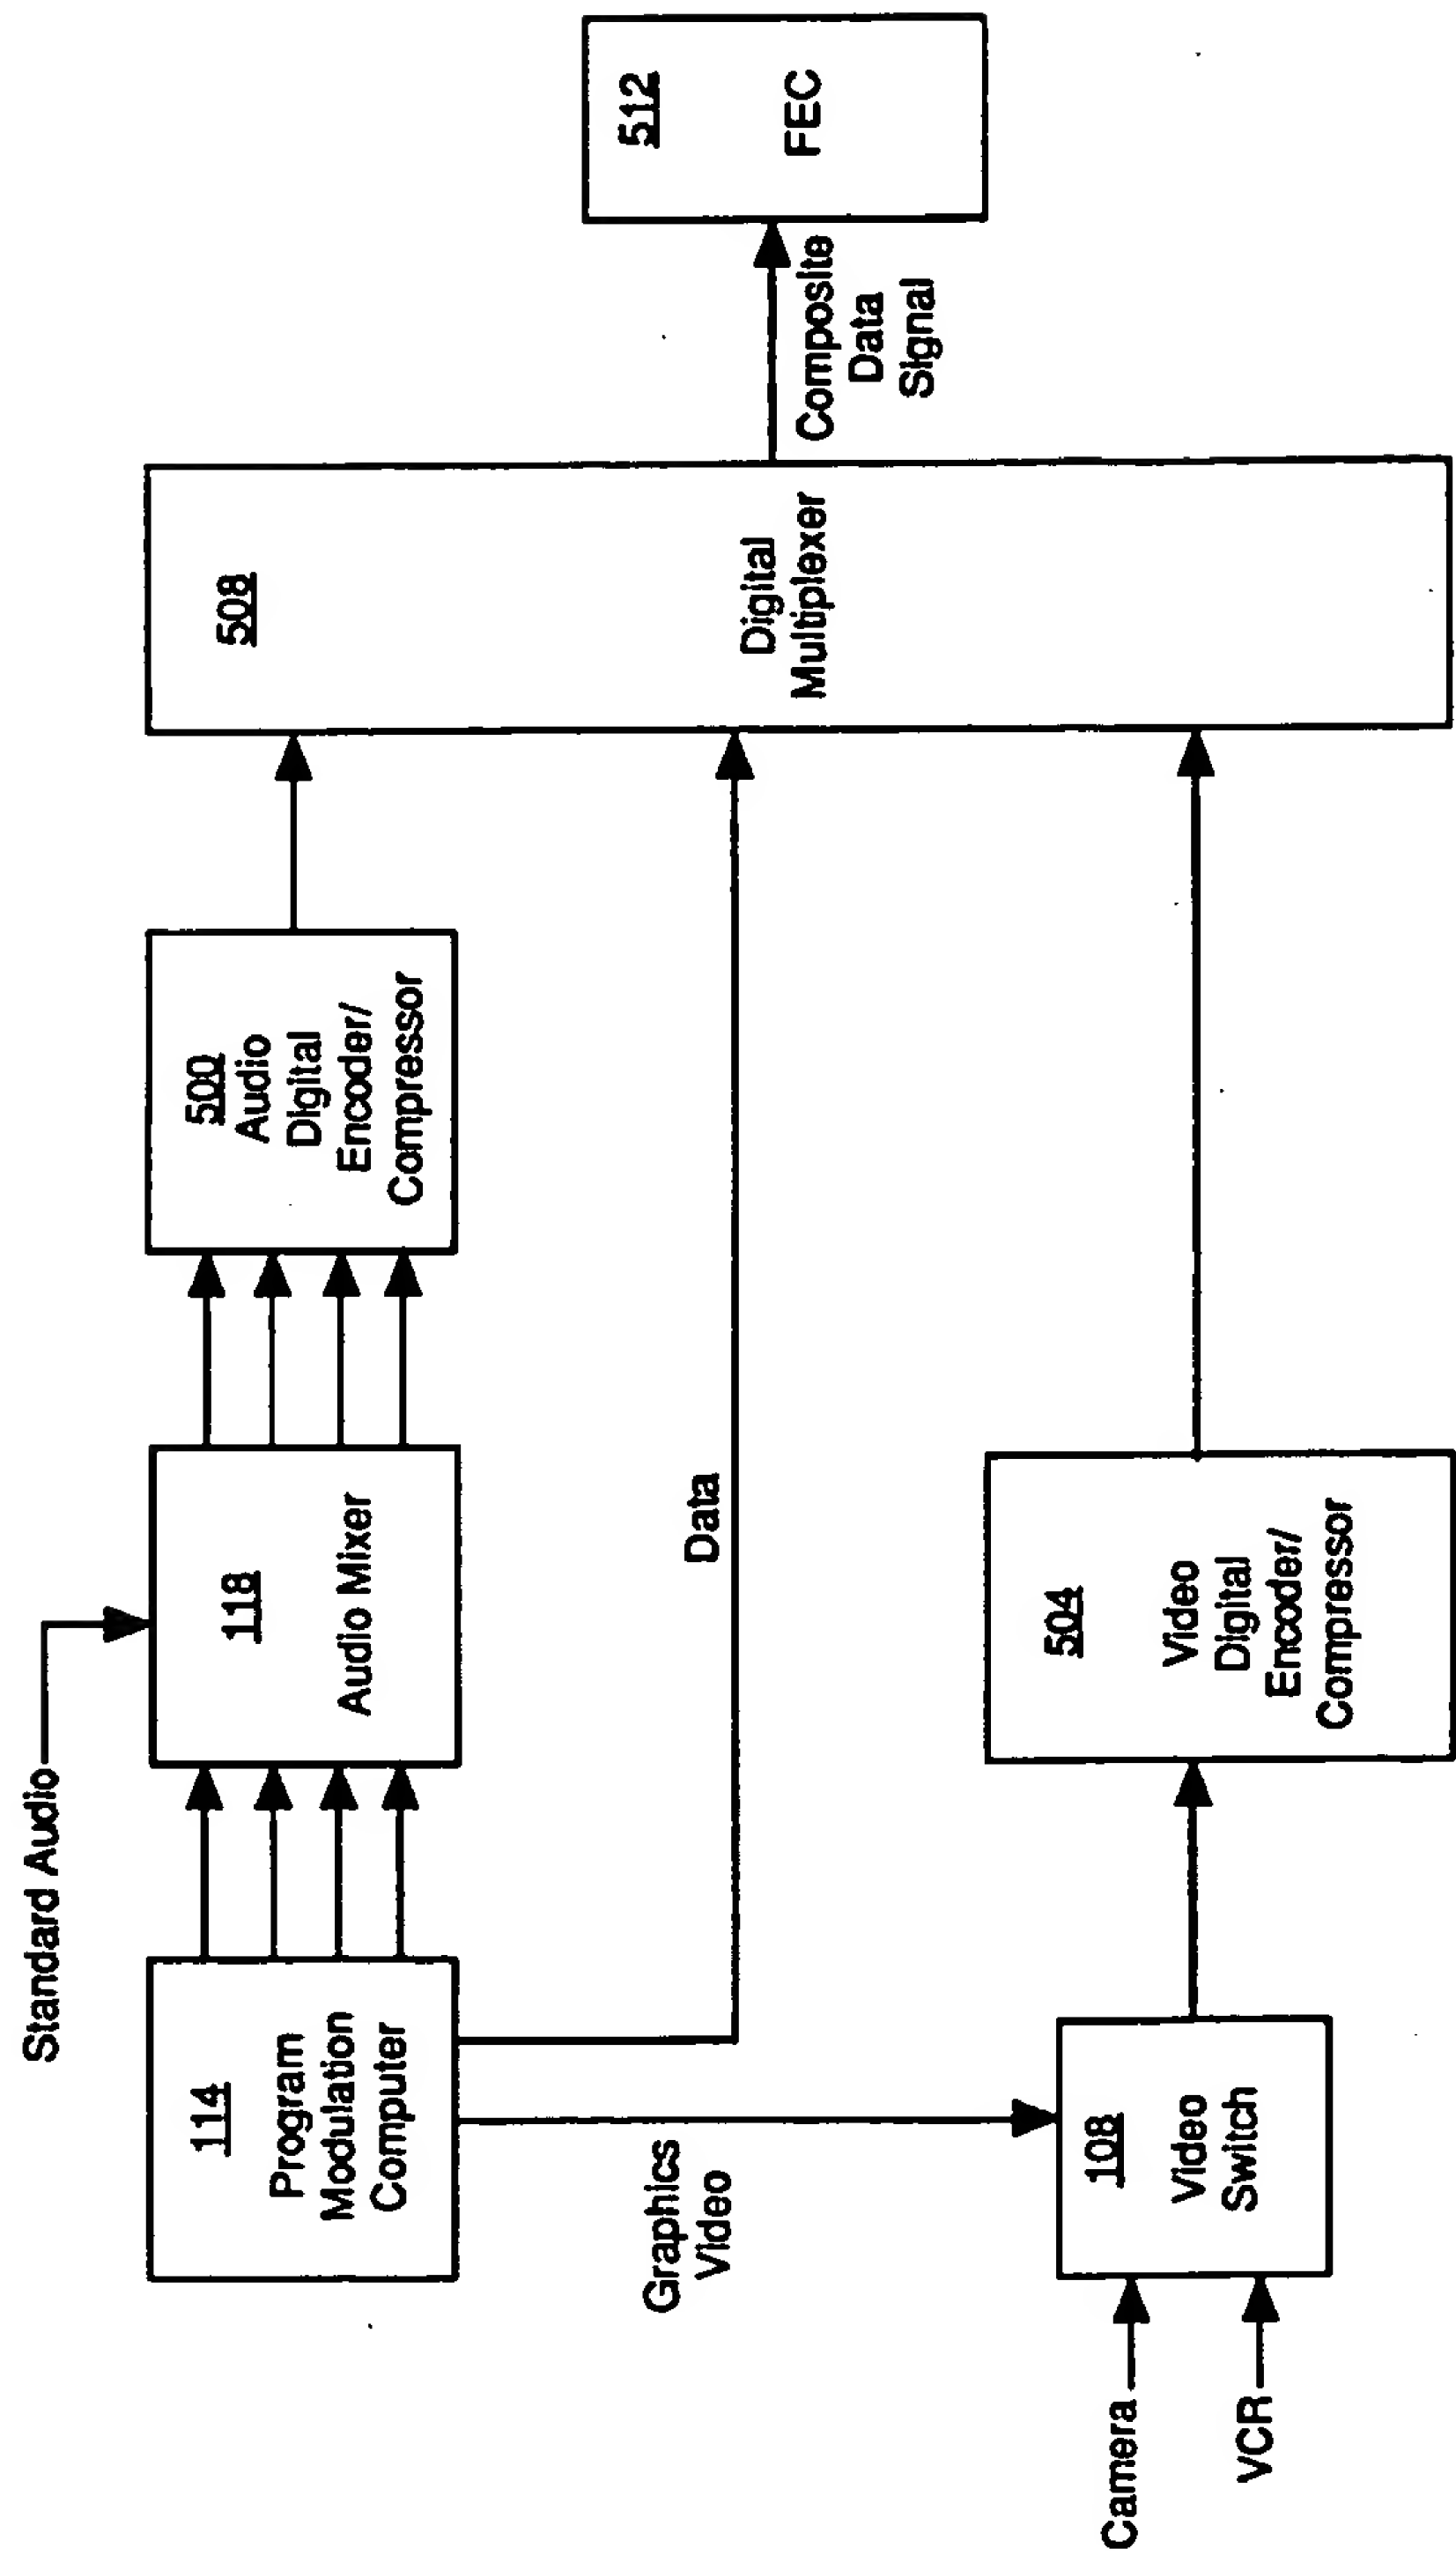 Standard Audio
114
Program
Modulation
Computer
118
Audio Mixer
500
Audio
Digital
Encoder/
Compressor
508
Digital
Multiplexer
Composite
Data
Signal
512
FEC
Data
Graphics
Video
Camera
VCR
108
Video
Switch
504
Video
Digital
Encoder/
Compressor